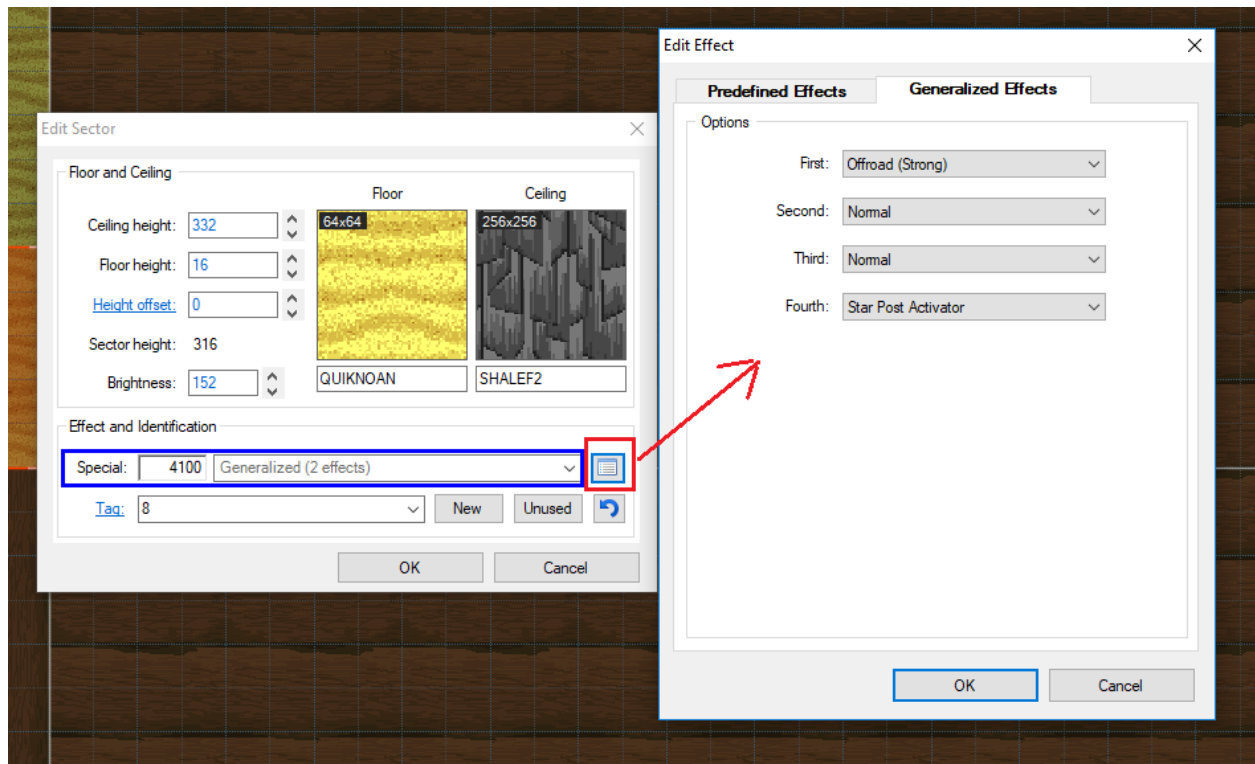 Edit Sector
Floor and Ceiling
Floor
Ceiling
Ceiling height: 332
64x64
256x256
Floor height: 16
Height offset: 0
Sector height: 316
Brightness: 152
QUIKNOAN
SHALEF2
Effect and Identification
Special: 4100 Generalized (2 effects)
Tag: 8 New Unused
OK Cancel
Edit Effect
Predefined Effects Generalized Effects
Options
First: Offroad (Strong)
Second: Normal
Third: Normal
Fourth: Star Post Activator
OK Cancel